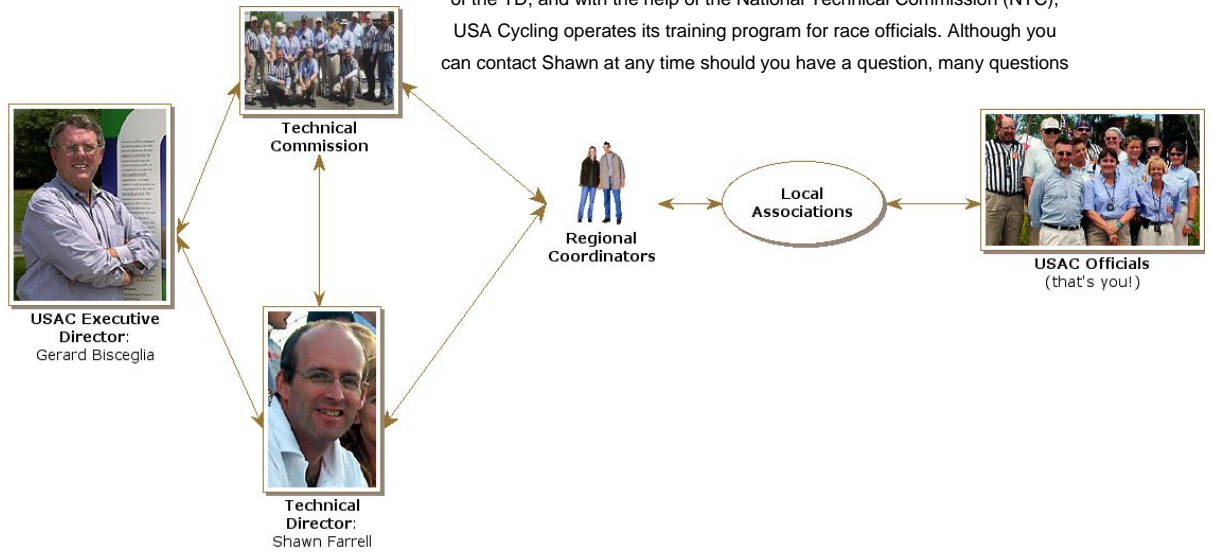 of the TD, and with the help of the National Technical Commission (NTC),
USA Cycling operates its training program for race officials. Although you
can contact Shawn at any time should you have a question, many questions
Technical
Commission
Local
Associations
Regional
Coordinators
USAC Officials
(that's you!)
USAC Executive
Director:
Gerard Bisceglia
Technical
Director:
Shawn Farrell